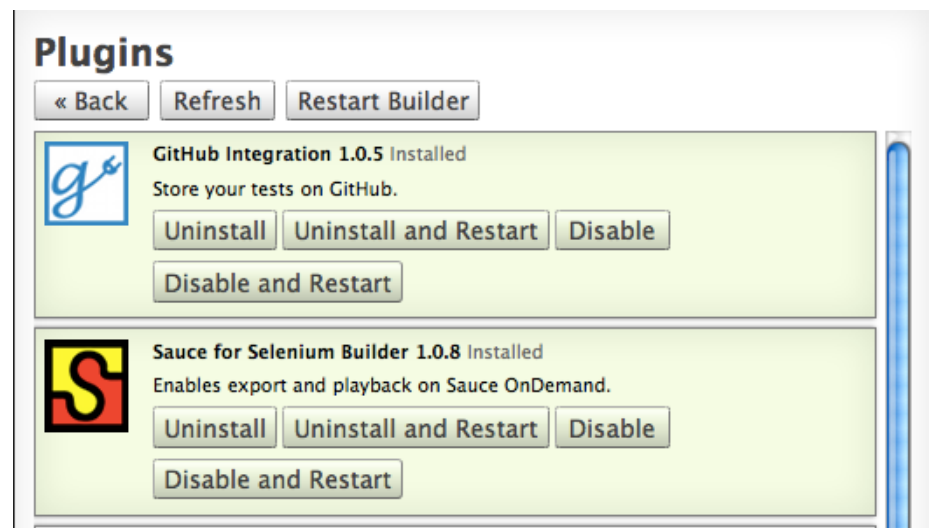 Plugins
« Back Refresh Restart Builder
GitHub Integration 1.0.5 Installed
Store your tests on GitHub.
Uninstall Uninstall and Restart Disable
Disable and Restart
Sauce for Selenium Builder 1.0.8 Installed
Enables export and playback on Sauce OnDemand.
Uninstall Uninstall and Restart Disable
Disable and Restart